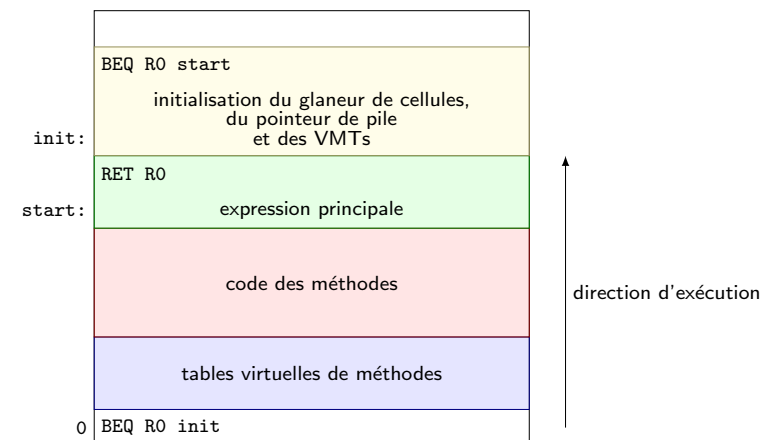 BEQ R0 start
initialisation du glaneur de cellules,
du pointeur de pile
et des VMTs
init:
RET R0
expression principale
start:
code des méthodes
direction d'exécution
tables virtuelles de méthodes
0
BEQ R0 init